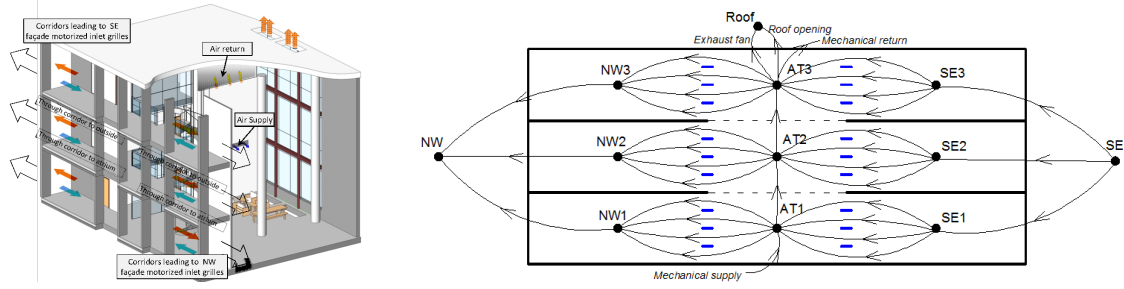 Corridors leading to SE
façade motorized inlet grilles
Air return
Air Supply
Through corridor to outside
Through corridor to atrium
Through corridor to outside
Through corridor to atrium
Corridors leading to NW
façade motorized inlet grilles
Roof
Roof opening
Exhaust fan
Mechanical return
NW3
AT3
SE3
NW
NW2
AT2
SE2
SE
NW1
AT1
SE1
Mechanical supply